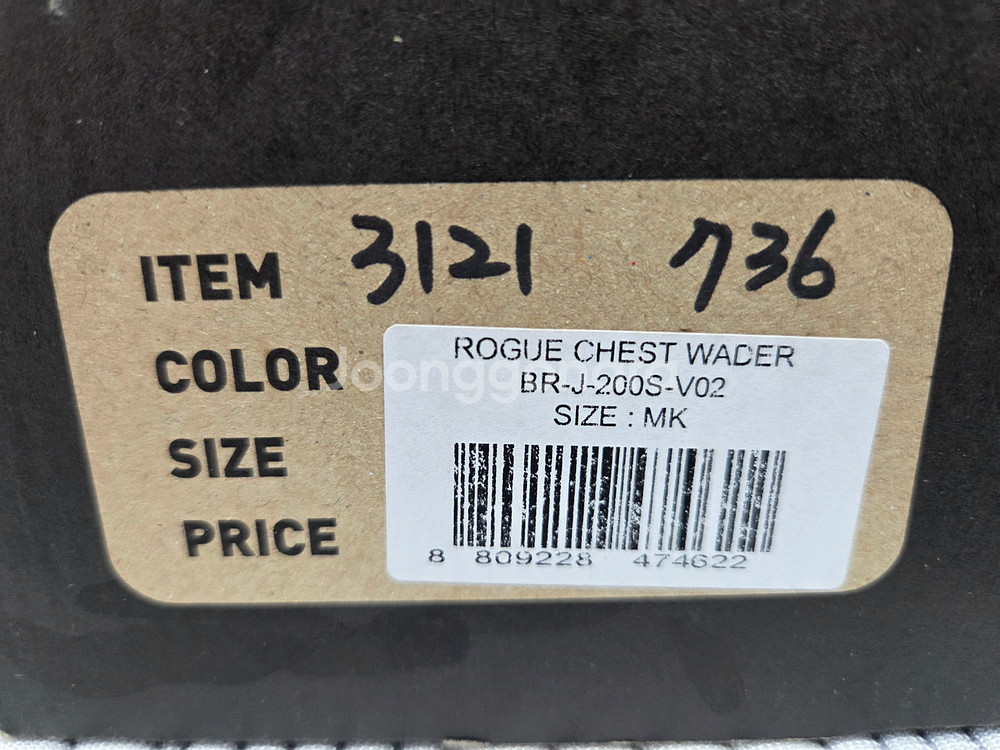 ITEM 3121 736
COLOR
ROGUE CHEST WADER
BR-J-200S-V02
SIZE : MK
SIZE
PRICE
8 809228 474622